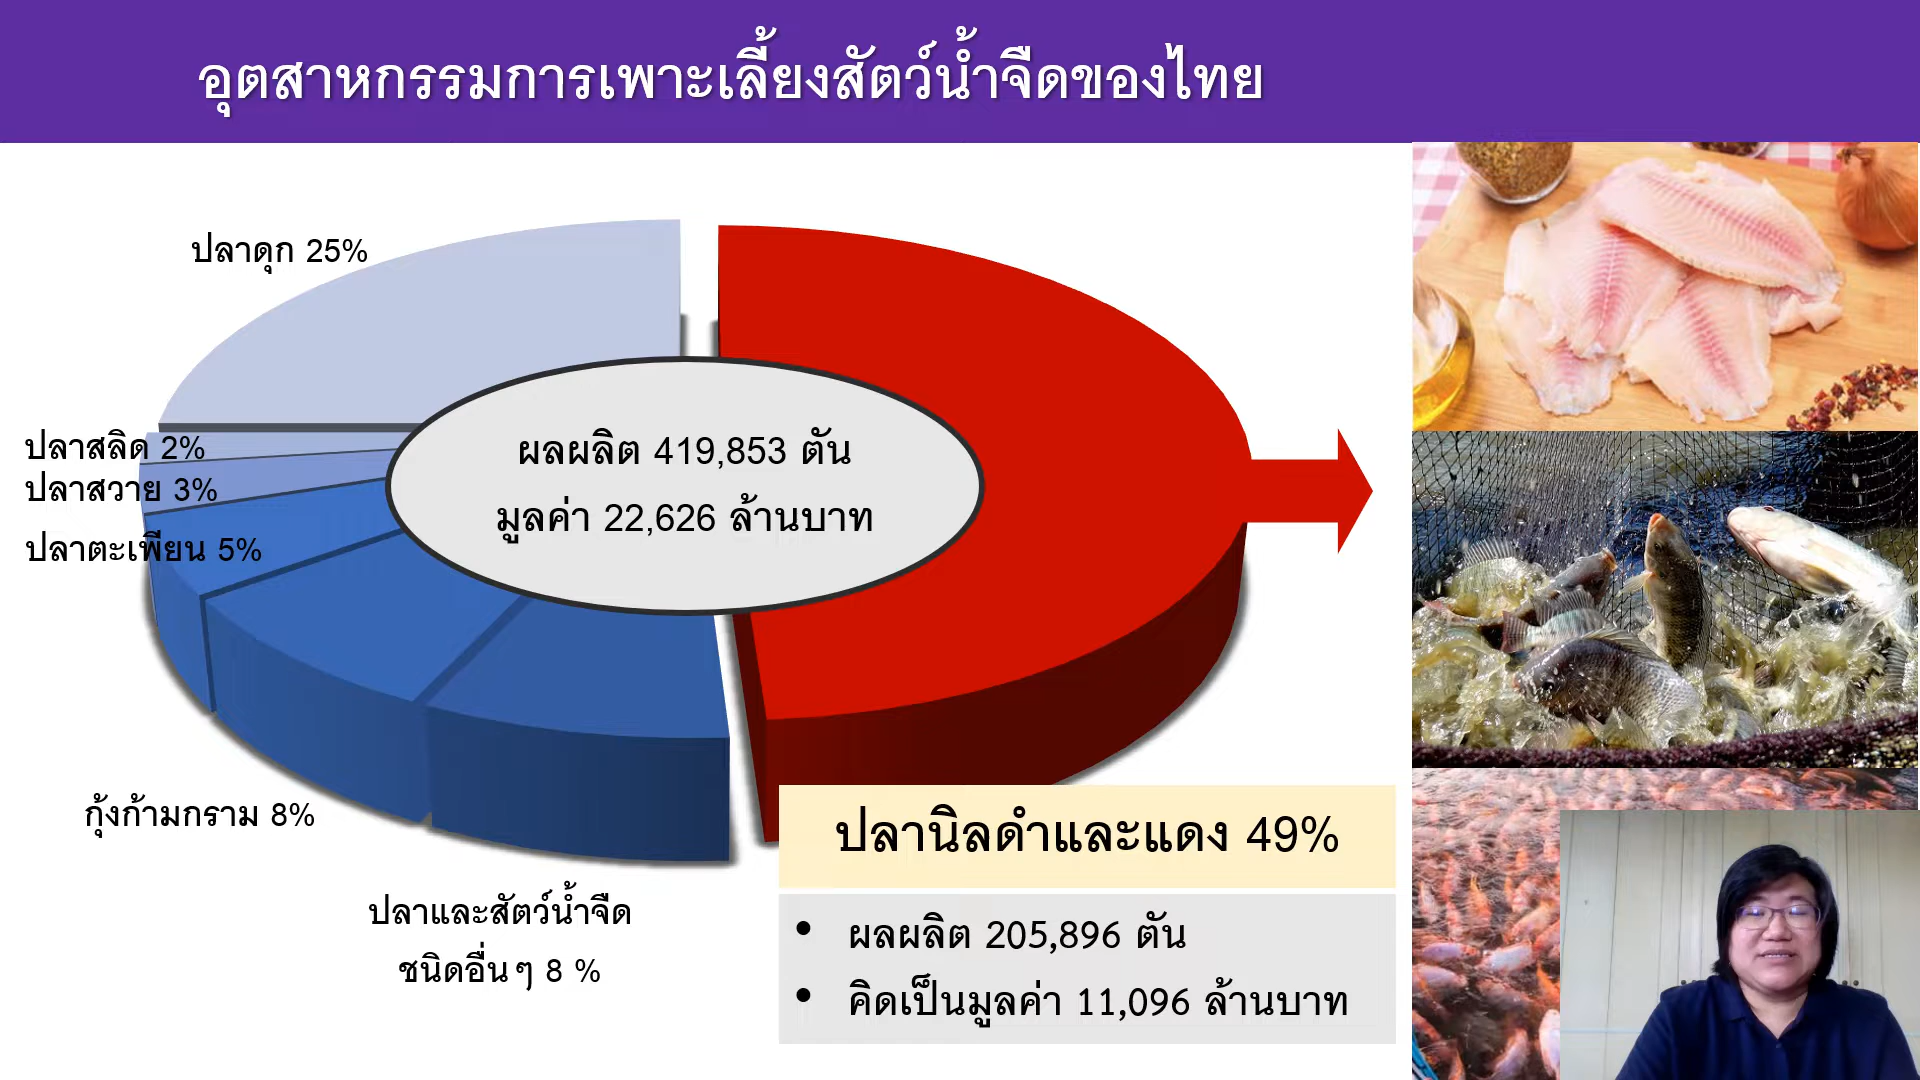 อุตสาหกรรมการเพาะเลี้ยงสัตว์น้ำจืดของไทย
ปลาดุก 25%
ปลาสลิด 2%
ปลาสวาย 3%
ปลาตะเพียน 5%
ผลผลิต 419,853 ตัน
มูลค่า 22,626 ล้านบาท
กุ้งก้ามกราม 8%
ปลาและสัตว์น้ำจืด
ชนิดอื่นๆ 8 %
ปลานิลดำและแดง 49%
• ผลผลิต 205,896 ตัน
• คิดเป็นมูลค่า 11,096 ล้านบาท